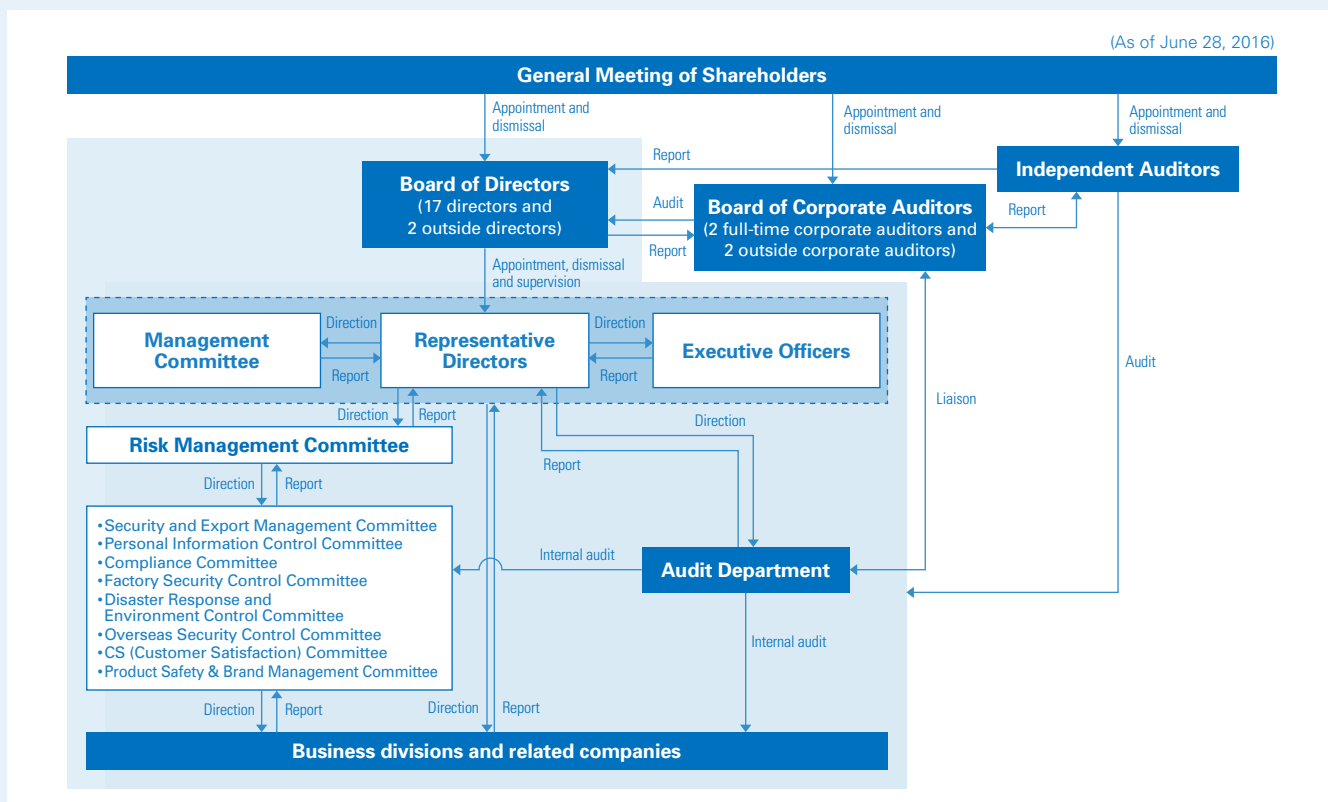 (As of June 28, 2016)
General Meeting of Shareholders
Appointment and
dismissal
Appointment and
dismissal
Appointment and
dismissal
Report
Independent Auditors
Board of Directors
(17 directors and
2 outside directors)
Audit
Report
Board of Corporate Auditors
(2 full-time corporate auditors and
2 outside corporate auditors)
Report
Appointment, dismissal
and supervision
Management
Committee
Direction
Report
Representative
Directors
Direction
Report
Executive Officers
Audit
Liaison
Direction
Report
Direction
Report
Risk Management Committee
Direction
Report
•Security and Export Management Committee
•Personal Information Control Committee
•Compliance Committee
•Factory Security Control Committee
•Disaster Response and
Environment Control Committee
•Overseas Security Control Committee
•CS (Customer Satisfaction) Committee
•Product Safety & Brand Management Committee
Internal audit
Audit Department
Internal audit
Direction
Report
Direction
Report
Business divisions and related companies